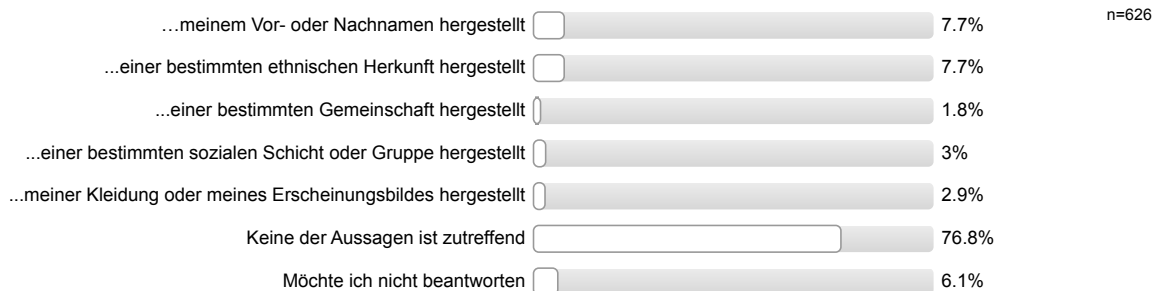 …meinem Vor- oder Nachnamen hergestellt 7.7% n=626
...einer bestimmten ethnischen Herkunft hergestellt 7.7%
...einer bestimmten Gemeinschaft hergestellt 1.8%
...einer bestimmten sozialen Schicht oder Gruppe hergestellt 3%
...meiner Kleidung oder meines Erscheinungsbildes hergestellt 2.9%
Keine der Aussagen ist zutreffend 76.8%
Möchte ich nicht beantworten 6.1%